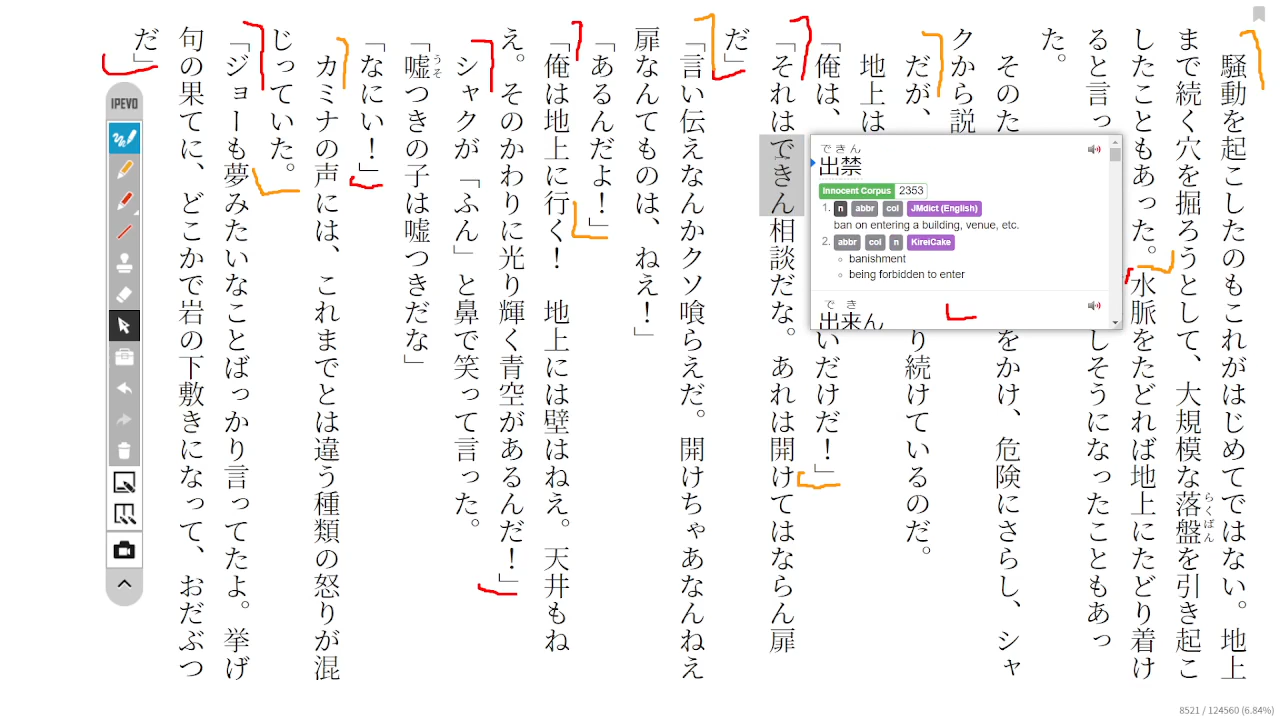 騒動を起こしたのもこれがはじめてではない。地上
まで続く穴を掘ろうとして、大規模な落盤を引き起こ
らくばん
したこともあった。水脈をたどれば地上にたどり着け
ると言っ
しそうになったこともあっ
た。
そのた
をかけ、危険にさらし、シャ
クから説
だが、
り続けているのだ。
地上は
「俺は、
いだけだ！」
「それはできん相談だな。あれは開けてはならん扉
だ」
「言い伝えなんかクソ喰らえだ。開けちゃあなんねえ
扉なんてものは、ねえ！」
「あるんだよ！」
「俺は地上に行く！　地上には壁はねえ。天井もね
え。そのかわりに光り輝く青空があるんだ！」
シャクが「ふん」と鼻で笑って言った。
「嘘つきの子は嘘つきだな」
うそ
「なにい！」
カミナの声には、これまでとは違う種類の怒りが混
じっていた。
「ジョーも夢みたいなことばっかり言ってたよ。挙げ
句の果てに、どこかで岩の下敷きになって、おだぶつ
だ」
できん
出禁
Innocent Corpus 2353
1. n abbr col JMdict (English)
ban on entering a building, venue, etc.
2. abbr col n KireiCake
banishment
being forbidden to enter
でき
出来ん
IPEVO
8521 / 124560 (6.84%)